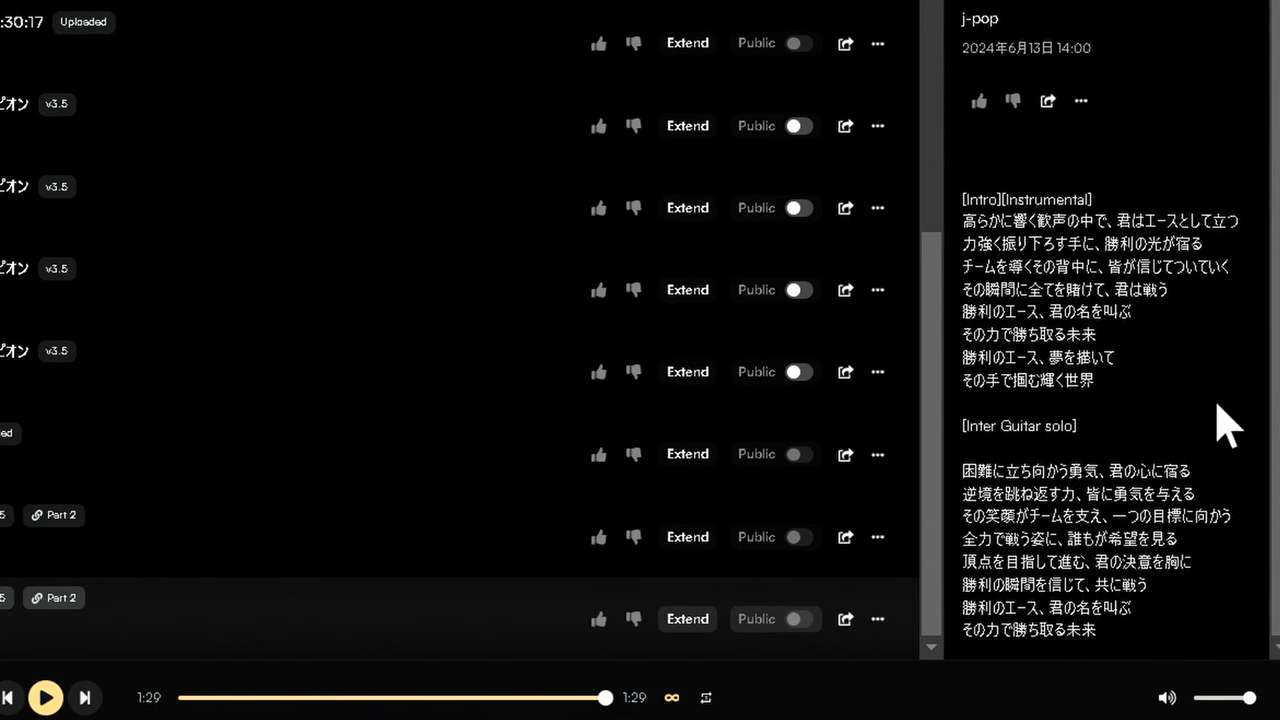 :30:17 Uploaded
Extend Public
ピオン v3.5
Extend Public
ピオン v3.5
Extend Public
ピオン v3.5
Extend Public
ピオン v3.5
Extend Public
ed
Extend Public
5 Part 2
Extend Public
5 Part 2
Extend Public
j-pop
2024年6月13日 14:00
[Intro][Instrumental]
高らかに響く歓声の中で、君はエースとして立つ
力強く振り下ろす手に、勝利の光が宿る
チームを導くその背中に、皆が信じてついていく
その瞬間に全てを賭けて、君は戦う
勝利のエース、君の名を叫ぶ
その力で勝ち取る未来
勝利のエース、夢を描いて
その手で掴む輝く世界
[Inter Guitar solo]
困難に立ち向かう勇気、君の心に宿る
逆境を跳ね返す力、皆に勇気を与える
その笑顔がチームを支え、一つの目標に向かう
全力で戦う姿に、誰もが希望を見る
頂点を目指して進む、君の決意を胸に
勝利の瞬間を信じて、共に戦う
勝利のエース、君の名を叫ぶ
その力で勝ち取る未来
1:29 1:29